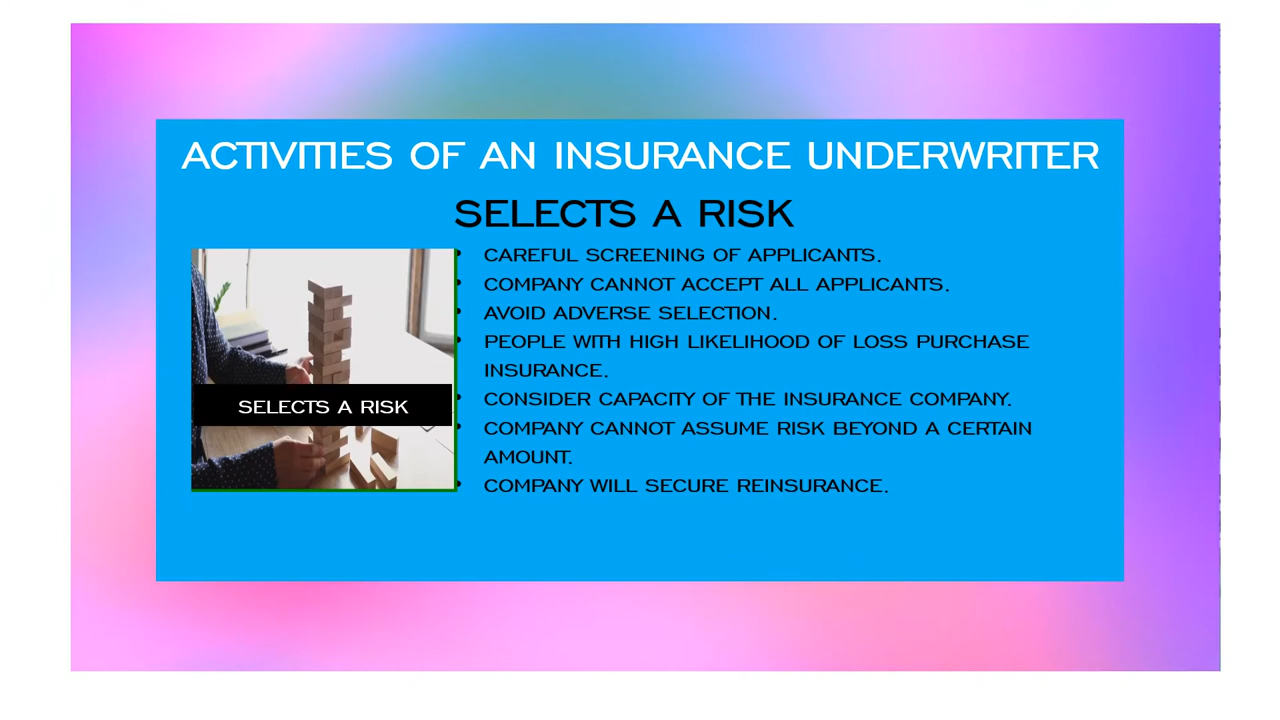 ACTIVITIES OF AN INSURANCE UNDERWRITER
SELECTS A RISK
• CAREFUL SCREENING OF APPLICANTS.
• COMPANY CANNOT ACCEPT ALL APPLICANTS.
• AVOID ADVERSE SELECTION.
• PEOPLE WITH HIGH LIKELIHOOD OF LOSS PURCHASE
INSURANCE.
• CONSIDER CAPACITY OF THE INSURANCE COMPANY.
• COMPANY CANNOT ASSUME RISK BEYOND A CERTAIN
AMOUNT.
• COMPANY WILL SECURE REINSURANCE.
SELECTS A RISK